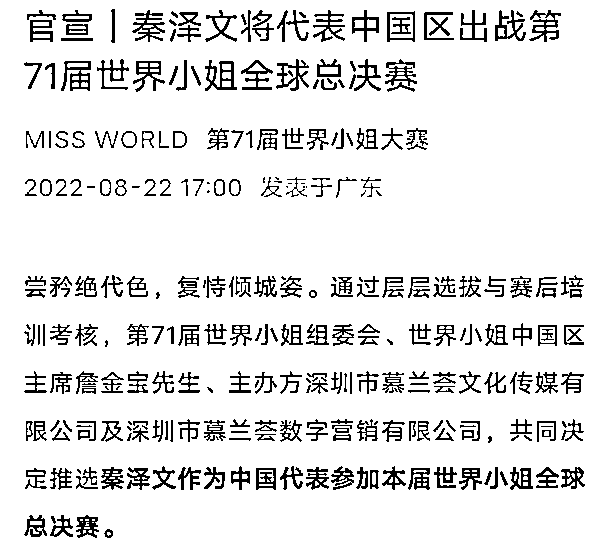 官宣 | 秦泽文将代表中国区出战第
71届世界小姐全球总决赛
MISS WORLD 第71届世界小姐大赛
2022-08-22 17:00 发表于广东
尝矜绝代色，复恃倾城姿。通过层层选拔与赛后培
训考核，第71届世界小姐组委会、世界小姐中国区
主席詹金宝先生、主办方深圳市慕兰荟文化传媒有
限公司及深圳市慕兰荟数字营销有限公司，共同决
定推选秦泽文作为中国代表参加本届世界小姐全球
总决赛。